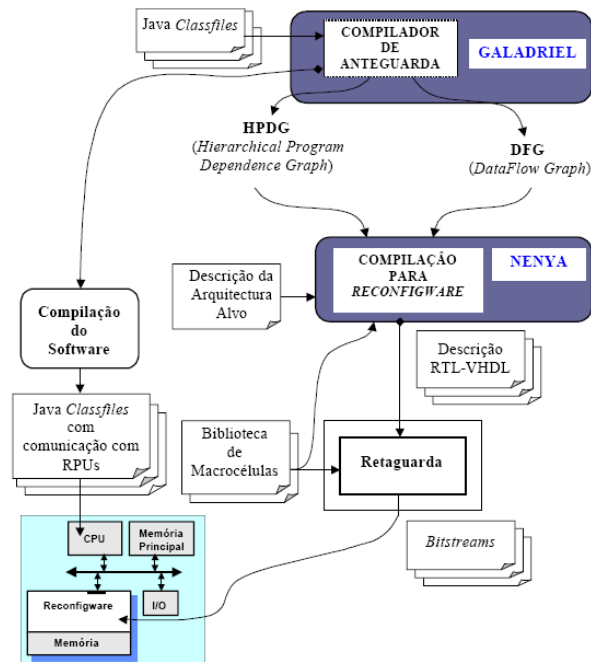 Java Classfiles
COMPILADOR
DE
ANTEGUARDA
GALADRIEL
HPDG
(Hierarchical Program
Dependence Graph)
DFG
(DataFlow Graph)
COMPILAÇÂO
PARA
RECONFIGWARE
NENYA
Descrição da
Arquitectura
Alvo
Compilação
do
Software
Descrição
RTL-VHDL
Java Classfiles
com
comunicação com
RPUs
Biblioteca
de
Macrocélulas
Retaguarda
Bitstreams
CPU
Memória
Principal
Reconfigware
I/O
Memória